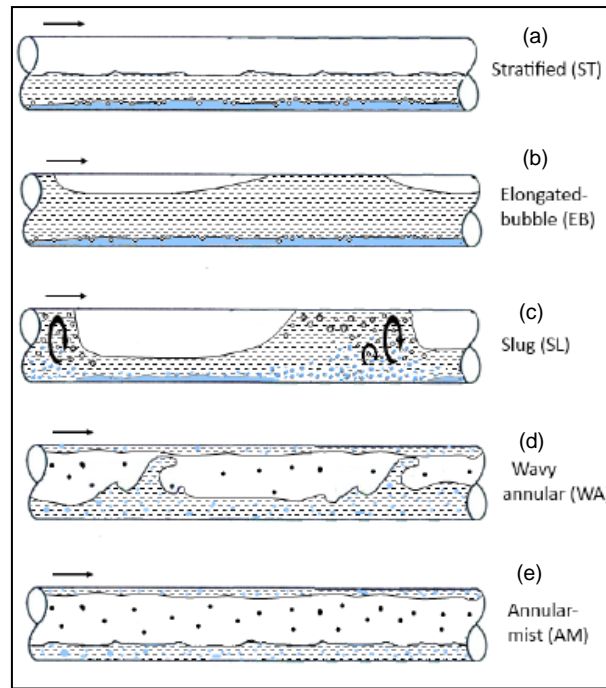 (a)
Stratified (ST)
(b)
Elongated-
bubble (EB)
(c)
Slug (SL)
(d)
Wavy
annular (WA
(e)
Annular-
mist (AM)